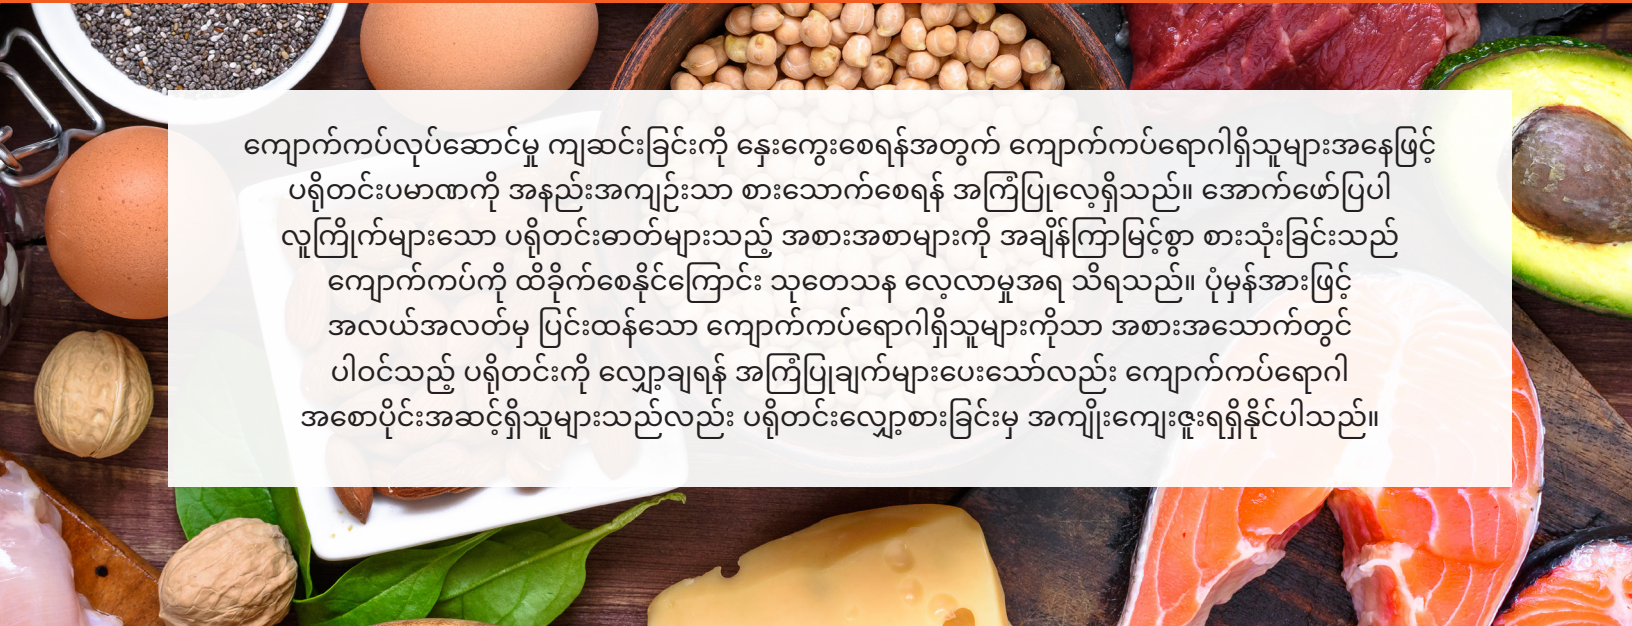 ကျောက်ကပ်လုပ်ဆောင်မှု ကျဆင်းခြင်းကို နှေးကွေးစေရန်အတွက် ကျောက်ကပ်ရောဂါရှိသူများအနေဖြင့်
ပရိုတင်းပမာဏကို အနည်းအကျဉ်းသာ စားသောက်စေရန် အကြံပြုလေ့ရှိသည်။ အောက်ဖော်ပြပါ
လူကြိုက်များသော ပရိုတင်းဓာတ်များသည့် အစားအစာများကို အချိန်ကြာမြင့်စွာ စားသုံးခြင်းသည်
ကျောက်ကပ်ကို ထိခိုက်စေနိုင်ကြောင်း သုတေသန လေ့လာမှုအရ သိရသည်။ ပုံမှန်အားဖြင့်
အလယ်အလတ်မှ ပြင်းထန်သော ကျောက်ကပ်ရောဂါရှိသူများကိုသာ အစားအသောက်တွင်
ပါဝင်သည့် ပရိုတင်းကို လျှော့ချရန် အကြံပြုချက်များပေးသော်လည်း ကျောက်ကပ်ရောဂါ
အစောပိုင်းအဆင့်ရှိသူများသည်လည်း ပရိုတင်းလျှော့စားခြင်းမှ အကျိုးကျေးဇူးရရှိနိုင်ပါသည်။